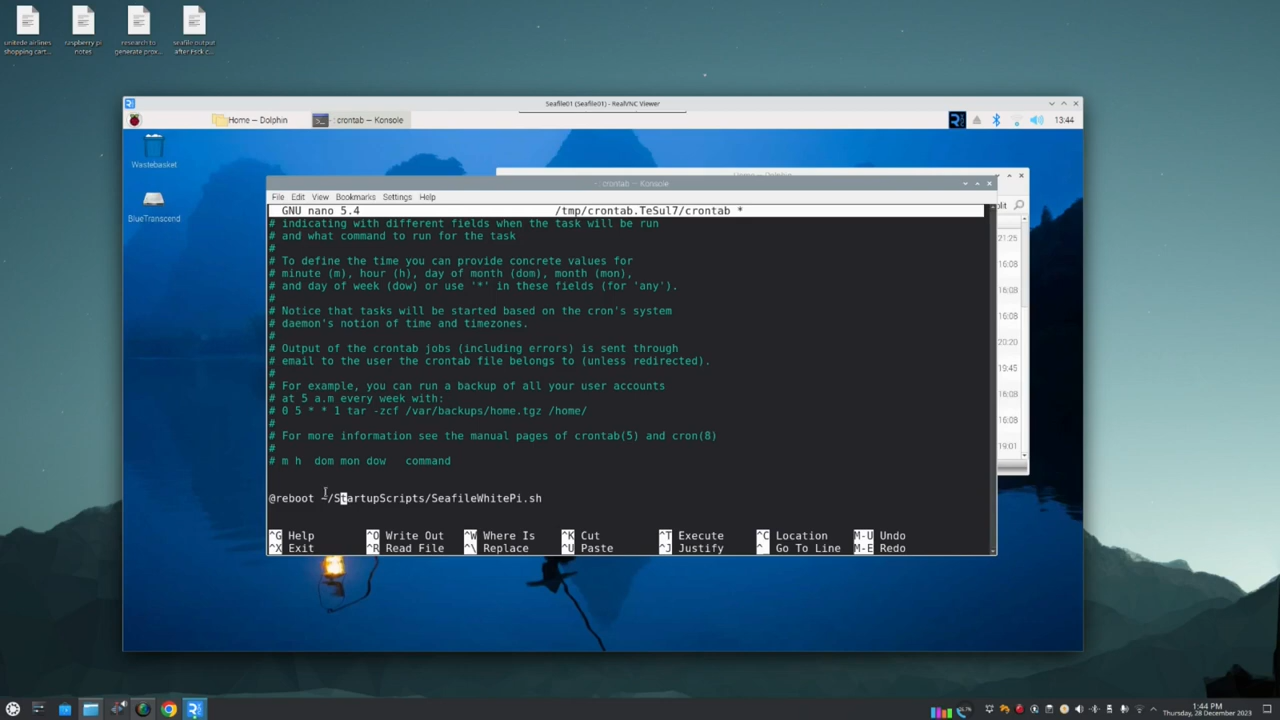 unitede airlines
shopping cart...
raspberry pi
notes
research to
generate prox...
seafile output
after Fsck c...
Seafile01 (Seafile01) - RealVNC Viewer
Home — Dolphin
: crontab — Konsole
13:44
Wastebasket
BlueTranscend
: crontab — Konsole
File Edit View Bookmarks Settings Help
GNU nano 5.4 /tmp/crontab.TeSul7/crontab *
# indicating with different fields when the task will be run
# and what command to run for the task
#
# To define the time you can provide concrete values for
# minute (m), hour (h), day of month (dom), month (mon),
# and day of week (dow) or use '*' in these fields (for 'any').
#
# Notice that tasks will be started based on the cron's system
# daemon's notion of time and timezones.
#
# Output of the crontab jobs (including errors) is sent through
# email to the user the crontab file belongs to (unless redirected).
#
# For example, you can run a backup of all your user accounts
# at 5 a.m every week with:
# 0 5 * * 1 tar -zcf /var/backups/home.tgz /home/
#
# For more information see the manual pages of crontab(5) and cron(8)
#
# m h  dom mon dow   command
@reboot ~/StartupScripts/SeafileWhitePi.sh
^G Help ^O Write Out ^W Where Is ^K Cut ^T Execute ^C Location M-U Undo
^X Exit ^R Read File ^\ Replace ^U Paste ^J Justify ^_ Go To Line M-E Redo
plit
21:25
16:08
16:08
16:08
20:20
19:45
16:08
16:08
19:01
1:44 PM
Thursday, 28 December 2023